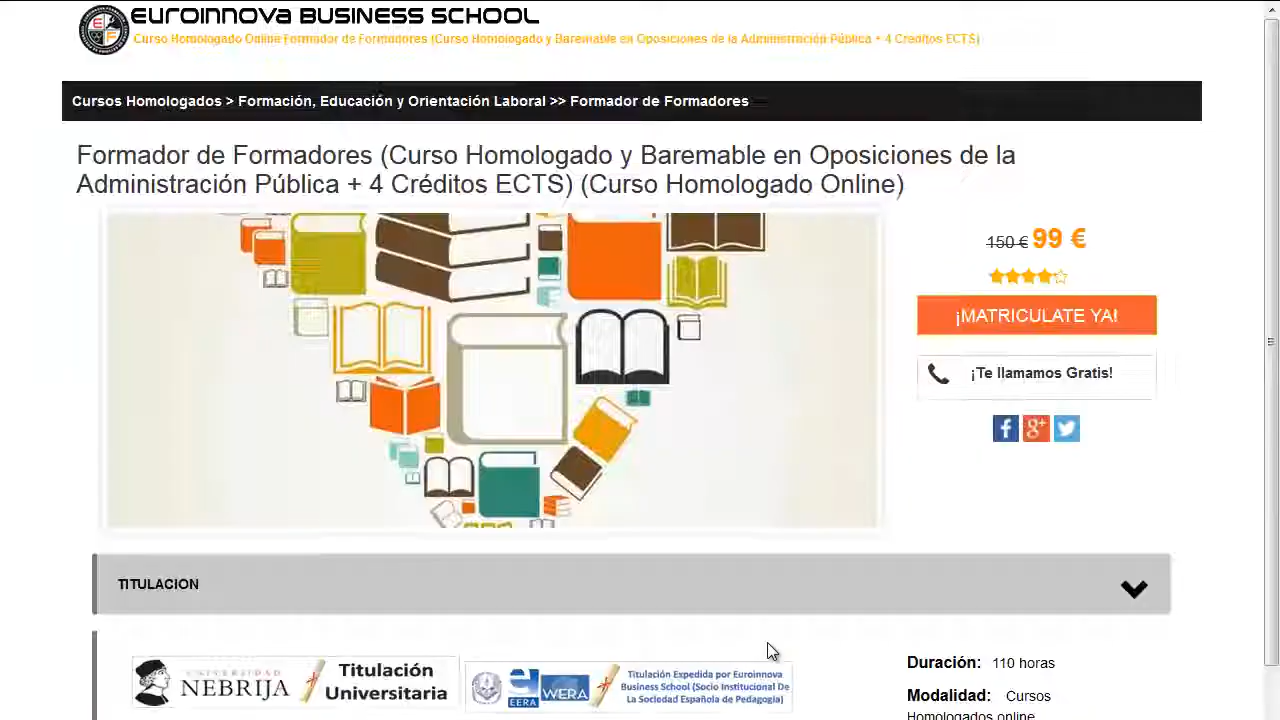 Euroinnova BUSINESS SCHOOL
Curso Homologado Online Formador de Formadores (Curso Homologado y Baremable en Oposiciones de la Administración Pública + 4 Créditos ECTS)
Cursos Homologados > Formación, Educación y Orientación Laboral >> Formador de Formadores
Formador de Formadores (Curso Homologado y Baremable en Oposiciones de la
Administración Pública + 4 Créditos ECTS) (Curso Homologado Online)
150 € 99 €
¡MATRICULATE YA!
¡Te llamamos Gratis!
TITULACION
UNIVERSIDAD
NEBRIJA
Titulación
Universitaria
EERA
WERA
Titulación Expedida por Euroinnova
Business School (Socio Institucional De
La Sociedad Española de Pedagogía)
Duración: 110 horas
Modalidad: Cursos
Homologados online